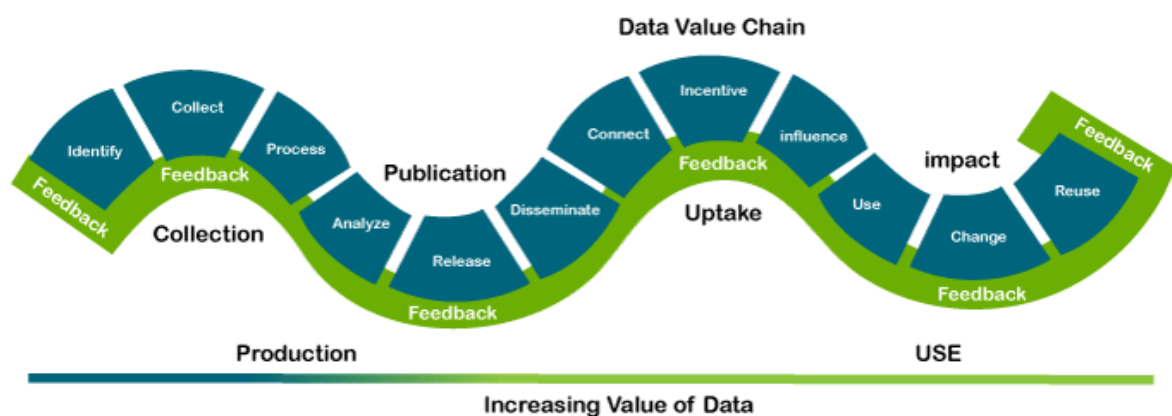 Data Value Chain
Identify
Collect
Process
Analyze
Release
Disseminate
Connect
Incentive
influence
Use
Change
Reuse
Feedback
Feedback
Feedback
Feedback
Feedback
Feedback
Collection
Publication
Uptake
impact
Production
USE
Increasing Value of Data